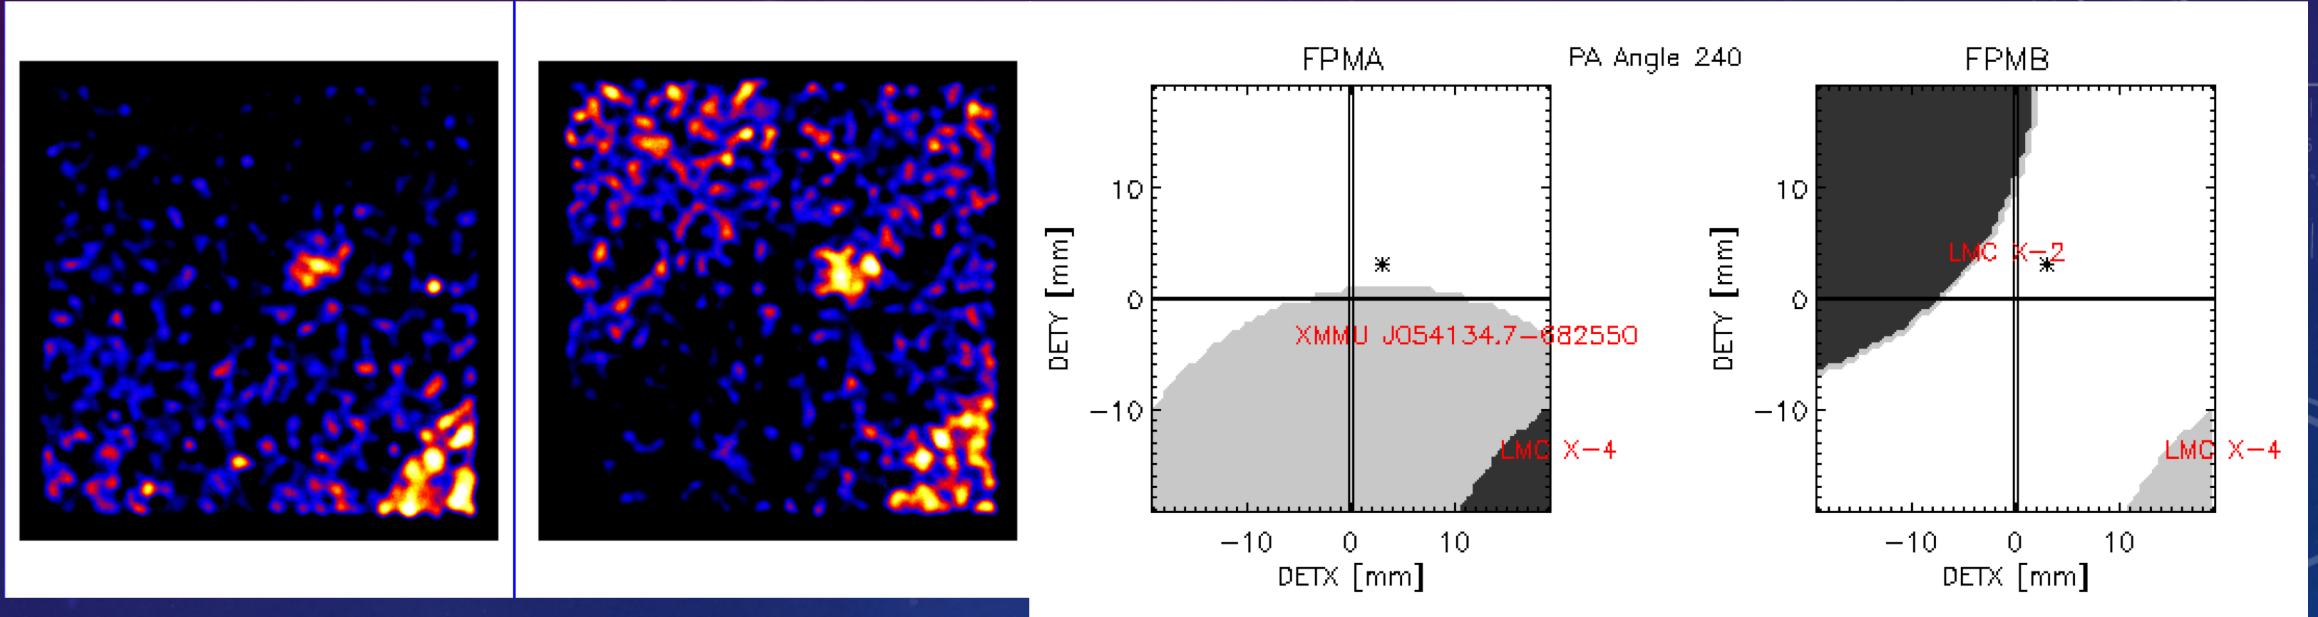 FPMA
PA Angle 240
FPMB
10
0
−10
DETY [mm]
XMMU J054134.7−682550
LMC X−4
−10
0
10
DETX [mm]
10
0
−10
DETY [mm]
LMC X−2
LMC X−4
−10
0
10
DETX [mm]